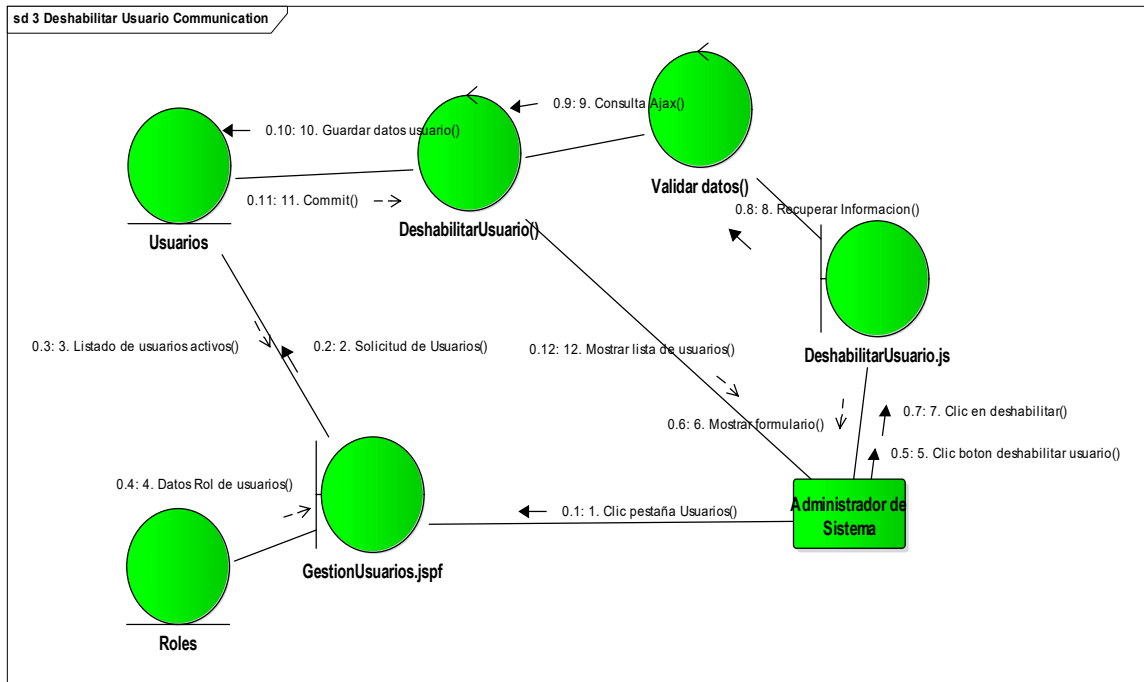 sd 3 Deshabilitar Usuario Communication
0.9: 9. Consulta Ajax()
0.10: 10. Guardar datos usuario()
Validar datos()
0.11: 11. Commit()
0.8: 8. Recuperar Informacion()
DeshabilitarUsuario()
Usuarios
0.3: 3. Listado de usuarios activos()
0.2: 2. Solicitud de Usuarios()
0.12: 12. Mostrar lista de usuarios()
DeshabilitarUsuario.js
0.7: 7. Clic en deshabilitar()
0.6: 6. Mostrar formulario()
0.5: 5. Clic boton deshabilitar usuario()
0.4: 4. Datos Rol de usuarios()
Administrador de
Sistema
0.1: 1. Clic pestaña Usuarios()
GestionUsuarios.jspf
Roles